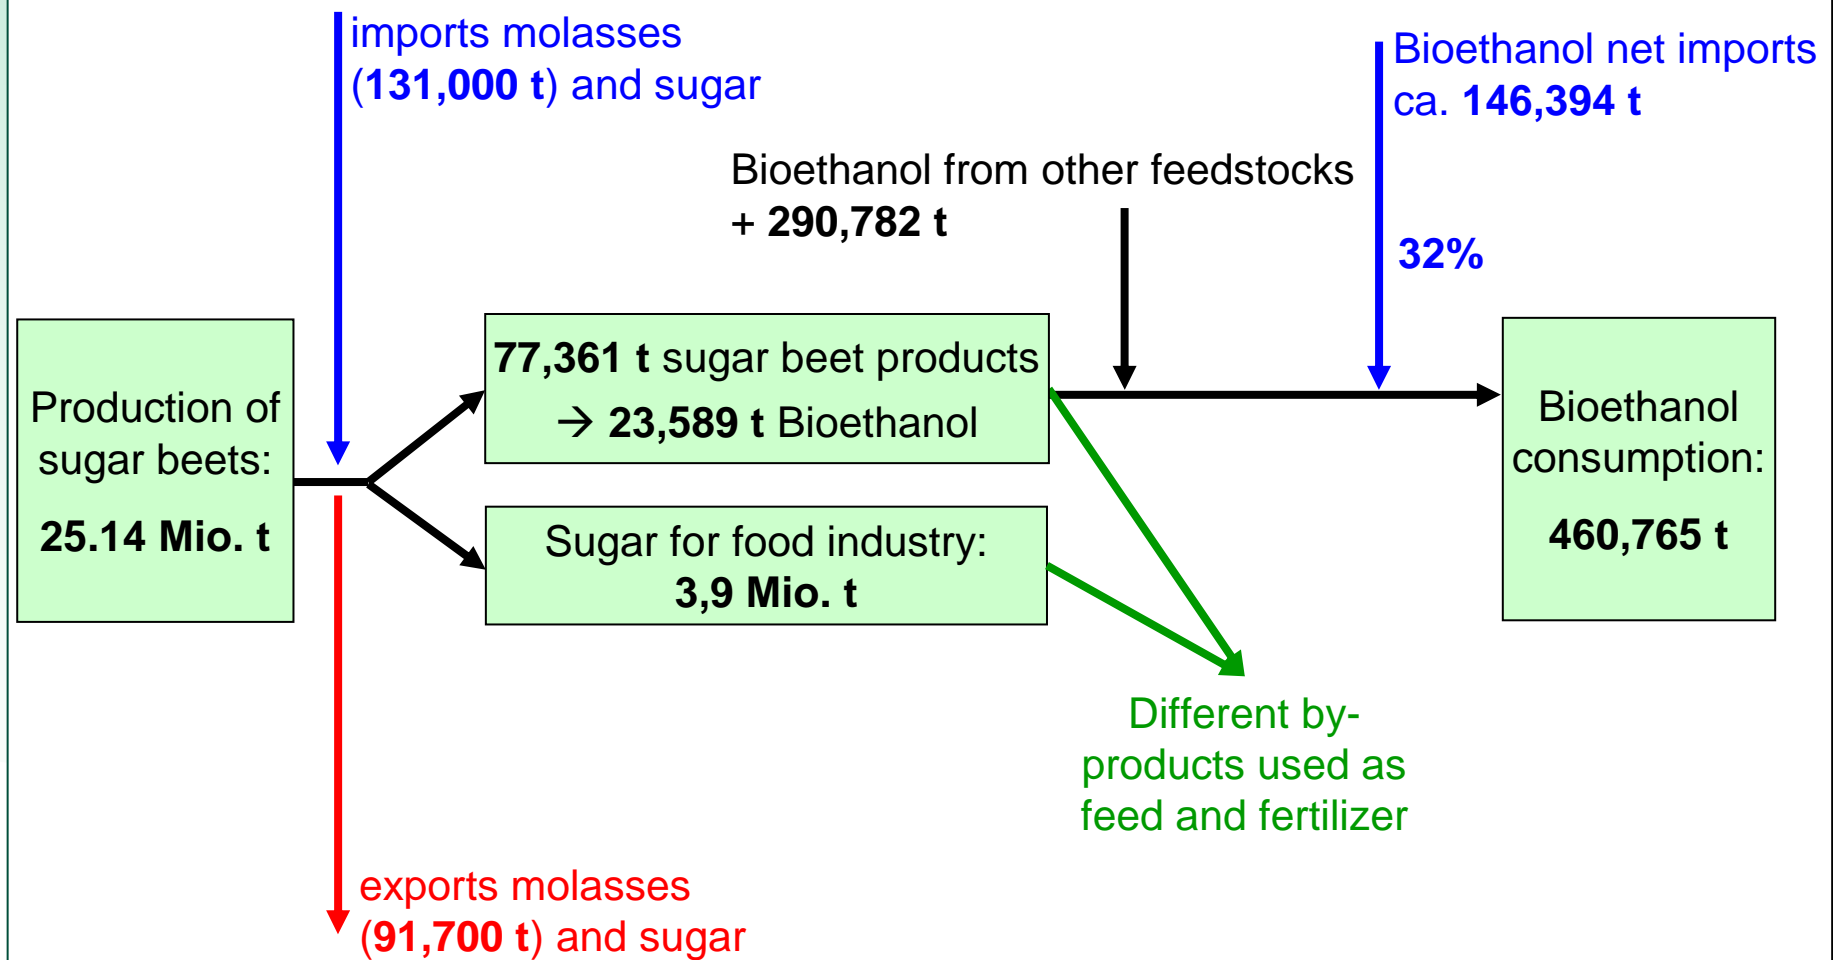 imports molasses
(131,000 t) and sugar
Bioethanol net imports
ca. 146,394 t
Bioethanol from other feedstocks
+ 290,782 t
32%
Production of
sugar beets:
25.14 Mio. t
77,361 t sugar beet products
→ 23,589 t Bioethanol
Sugar for food industry:
3,9 Mio. t
Bioethanol
consumption:
460,765 t
Different by-
products used as
feed and fertilizer
exports molasses
(91,700 t) and sugar